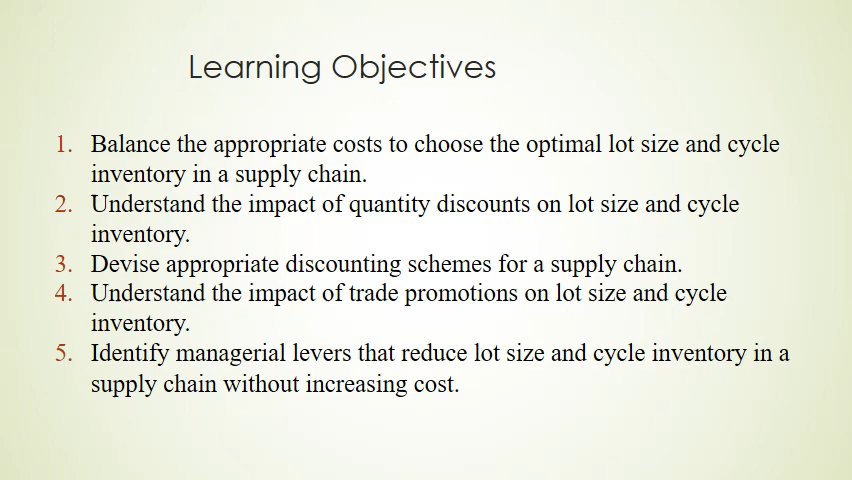 Learning Objectives
1. Balance the appropriate costs to choose the optimal lot size and cycle
inventory in a supply chain.
2. Understand the impact of quantity discounts on lot size and cycle
inventory.
3. Devise appropriate discounting schemes for a supply chain.
4. Understand the impact of trade promotions on lot size and cycle
inventory.
5. Identify managerial levers that reduce lot size and cycle inventory in a
supply chain without increasing cost.